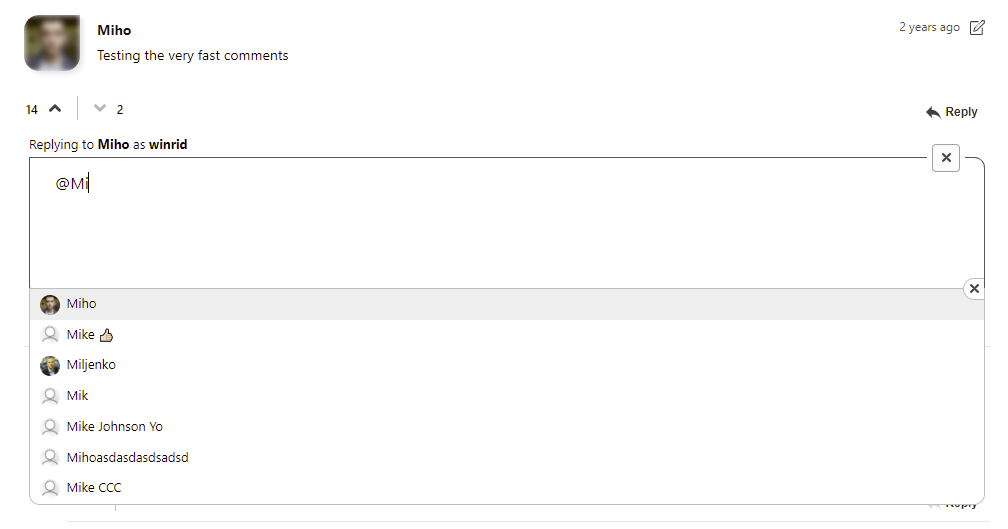 Miho
2 years ago
Testing the very fast comments
14
2
Reply
Replying to Miho as winrid
@Mi
Miho
Mike 👍🏻
Miljenko
Mik
Mike Johnson Yo
Mihoasdasdasdsadsd
Mike CCC
Reply